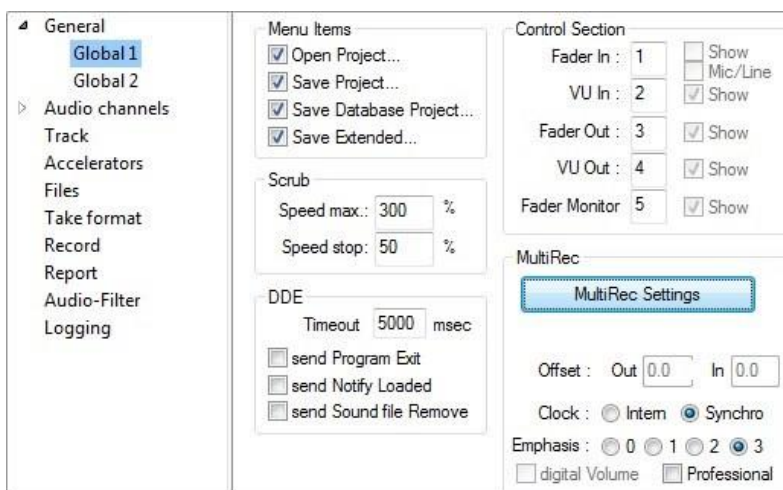 General
Global 1
Global 2
Audio channels
Track
Accelerators
Files
Take format
Record
Report
Audio-Filter
Logging
Menu Items
Open Project...
Save Project...
Save Database Project...
Save Extended...
Scrub
Speed max.: 300 %
Speed stop: 50 %
DDE
Timeout 5000 msec
send Program Exit
send Notify Loaded
send Sound file Remove
Control Section
Fader In : 1 Show
Mic/Line
VU In : 2 Show
Fader Out : 3 Show
VU Out : 4 Show
Fader Monitor 5 Show
MultiRec
MultiRec Settings
Offset : Out 0.0 In 0.0
Clock : Intern Synchro
Emphasis : 0 1 2 3
digital Volume Professional